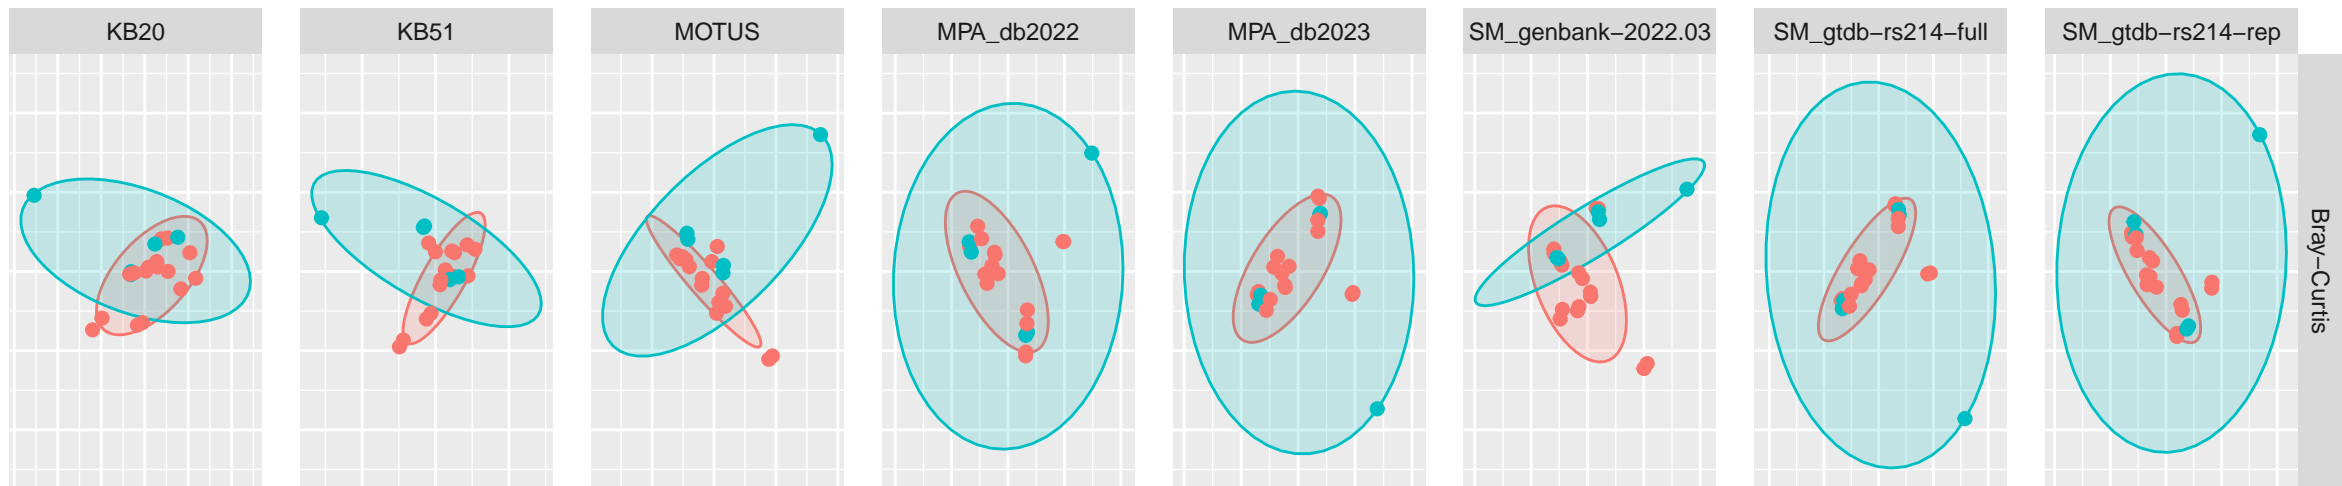 KB20
KB51
MOTUS
MPA_db2022
MPA_db2023
SM_genbank−2022.03
SM_gtdb−rs214−full
SM_gtdb−rs214−rep
Bray−Curtis